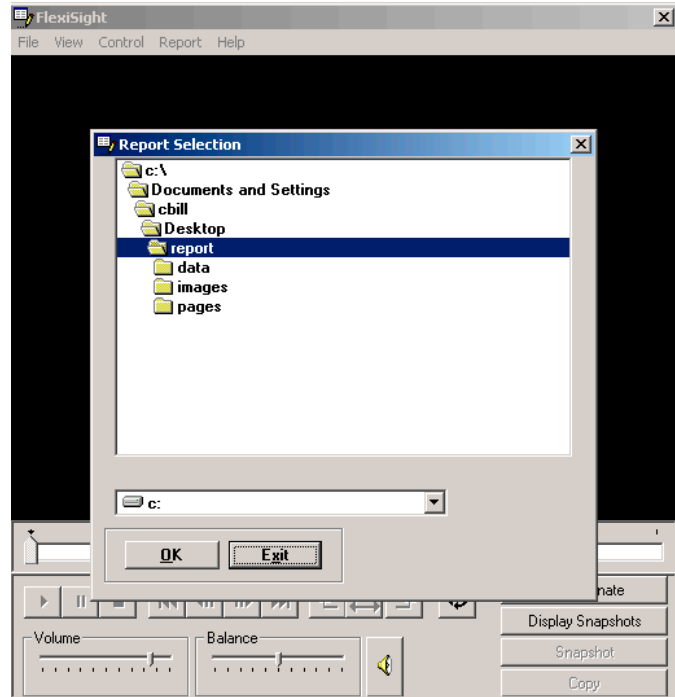 FlexiSight
File View Control Report Help
Report Selection
c:\
Documents and Settings
cbill
Desktop
report
data
images
pages
c:
OK Exit
nate
Display Snapshots
Volume Balance
Snapshot
Copy